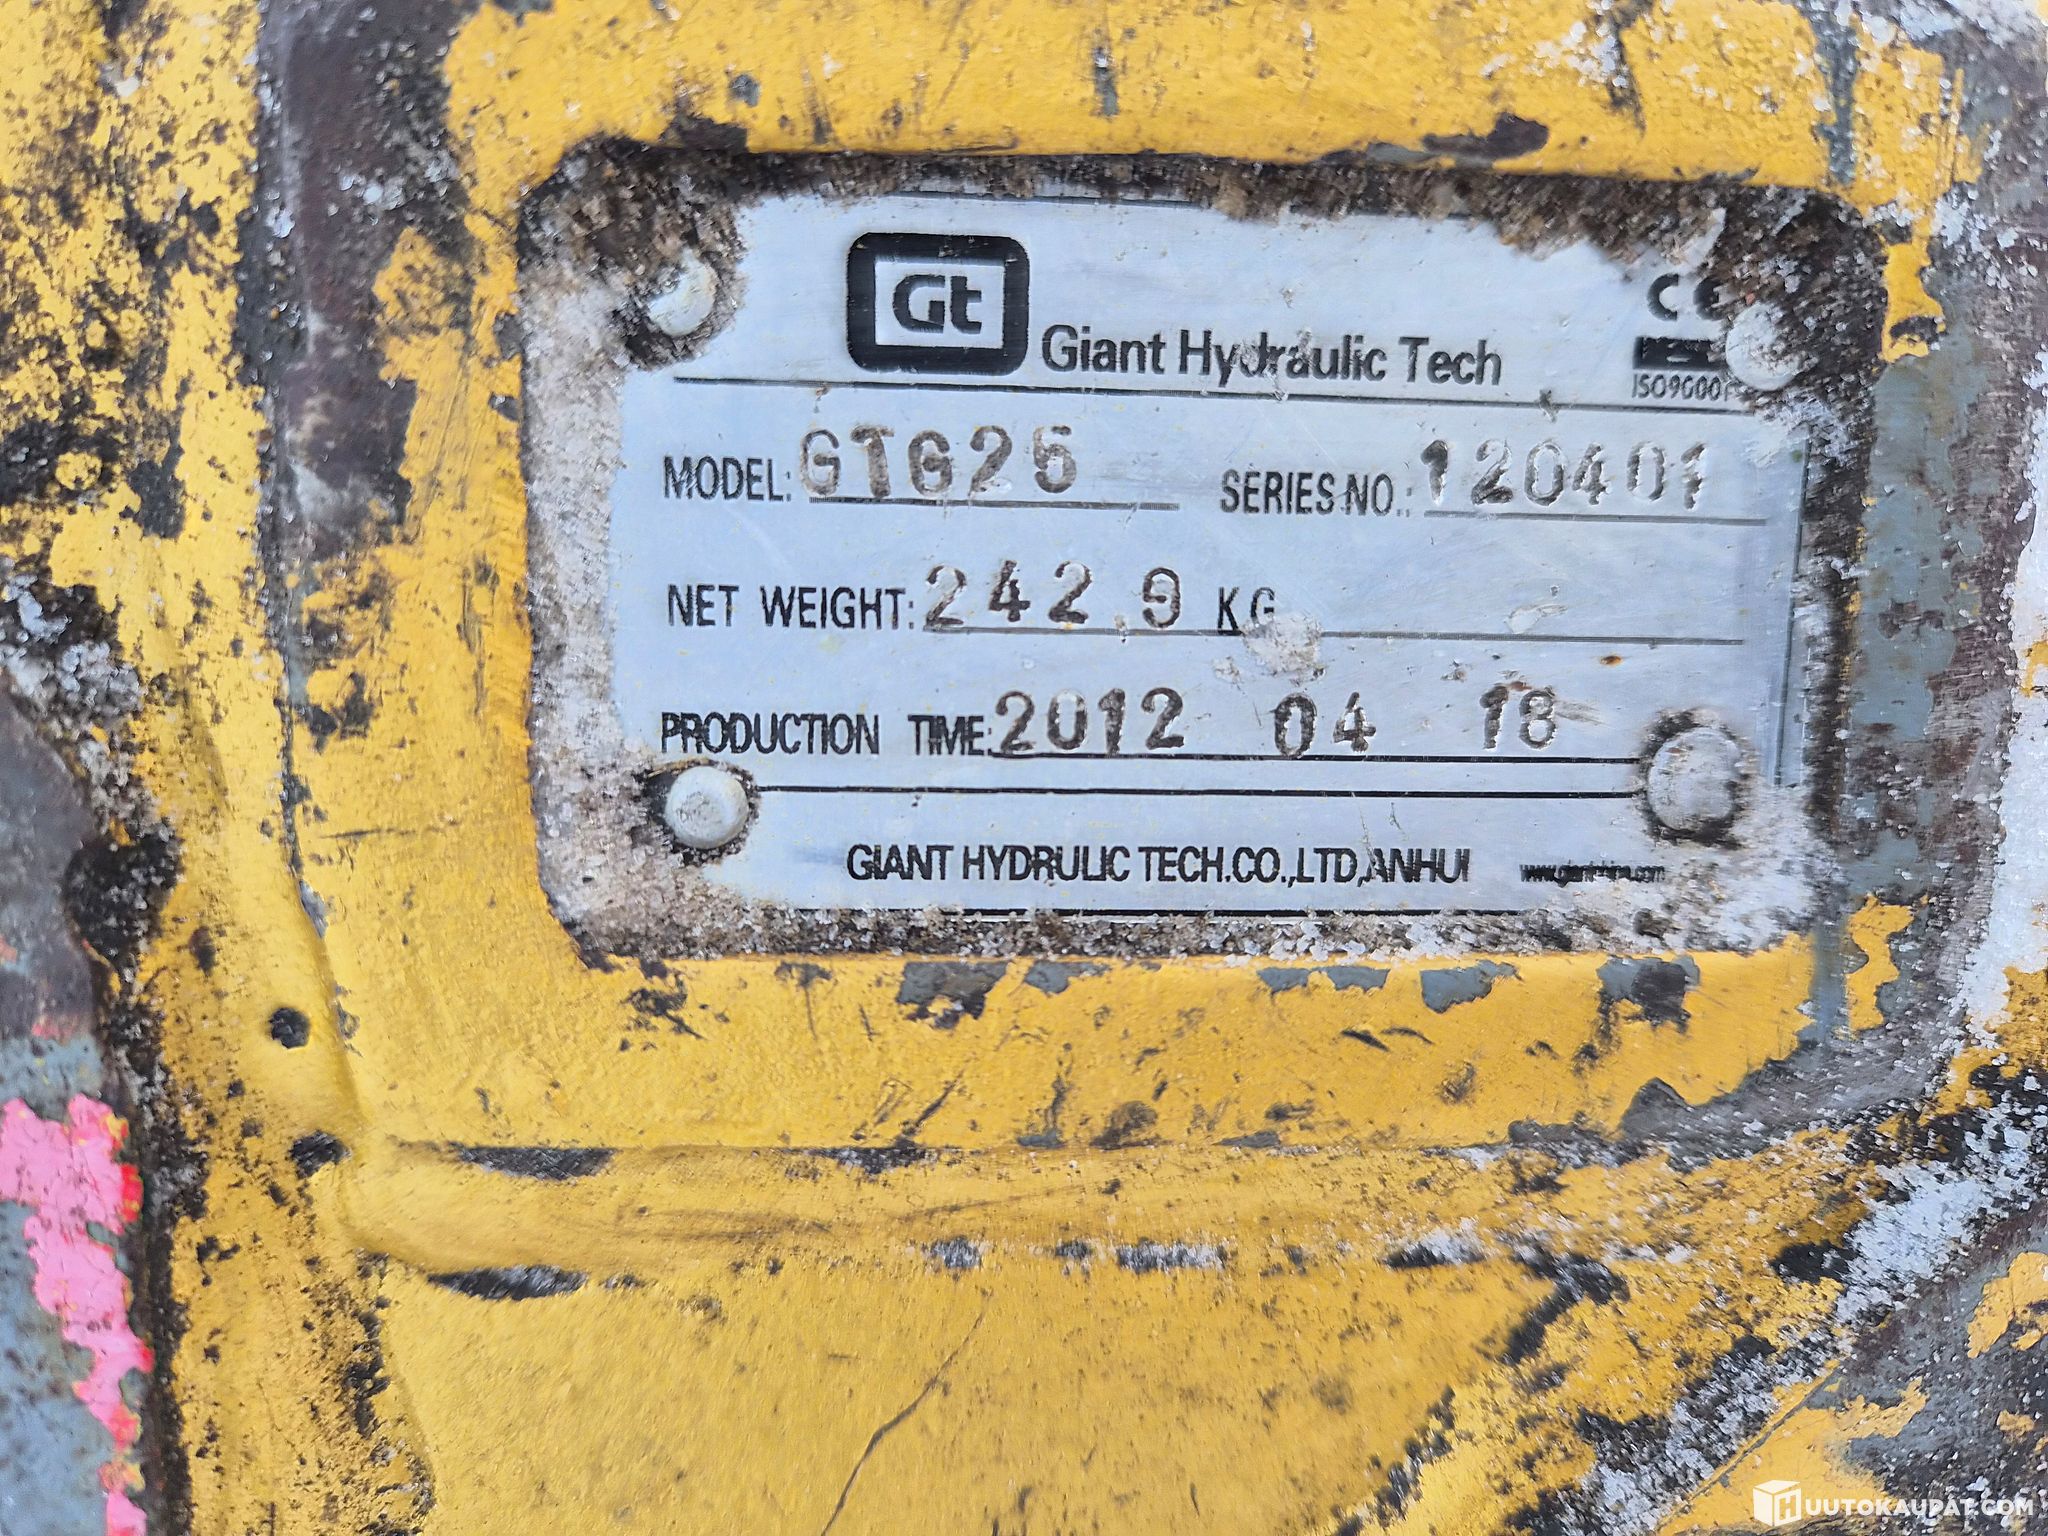 Gt Giant Hydraulic Tech CE
ISO9000
MODEL: GTG25 SERIES NO.: 120401
NET WEIGHT: 242.9 KG
PRODUCTION TIME: 2012 04 18
GIANT HYDRULIC TECH.CO.,LTD,ANHUI
HUUTOKAUPAT.COM